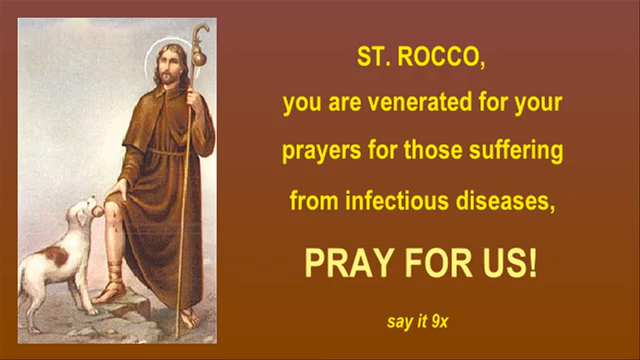 ST. ROCCO,
you are venerated for your
prayers for those suffering
from infectious diseases,
PRAY FOR US!
say it 9x